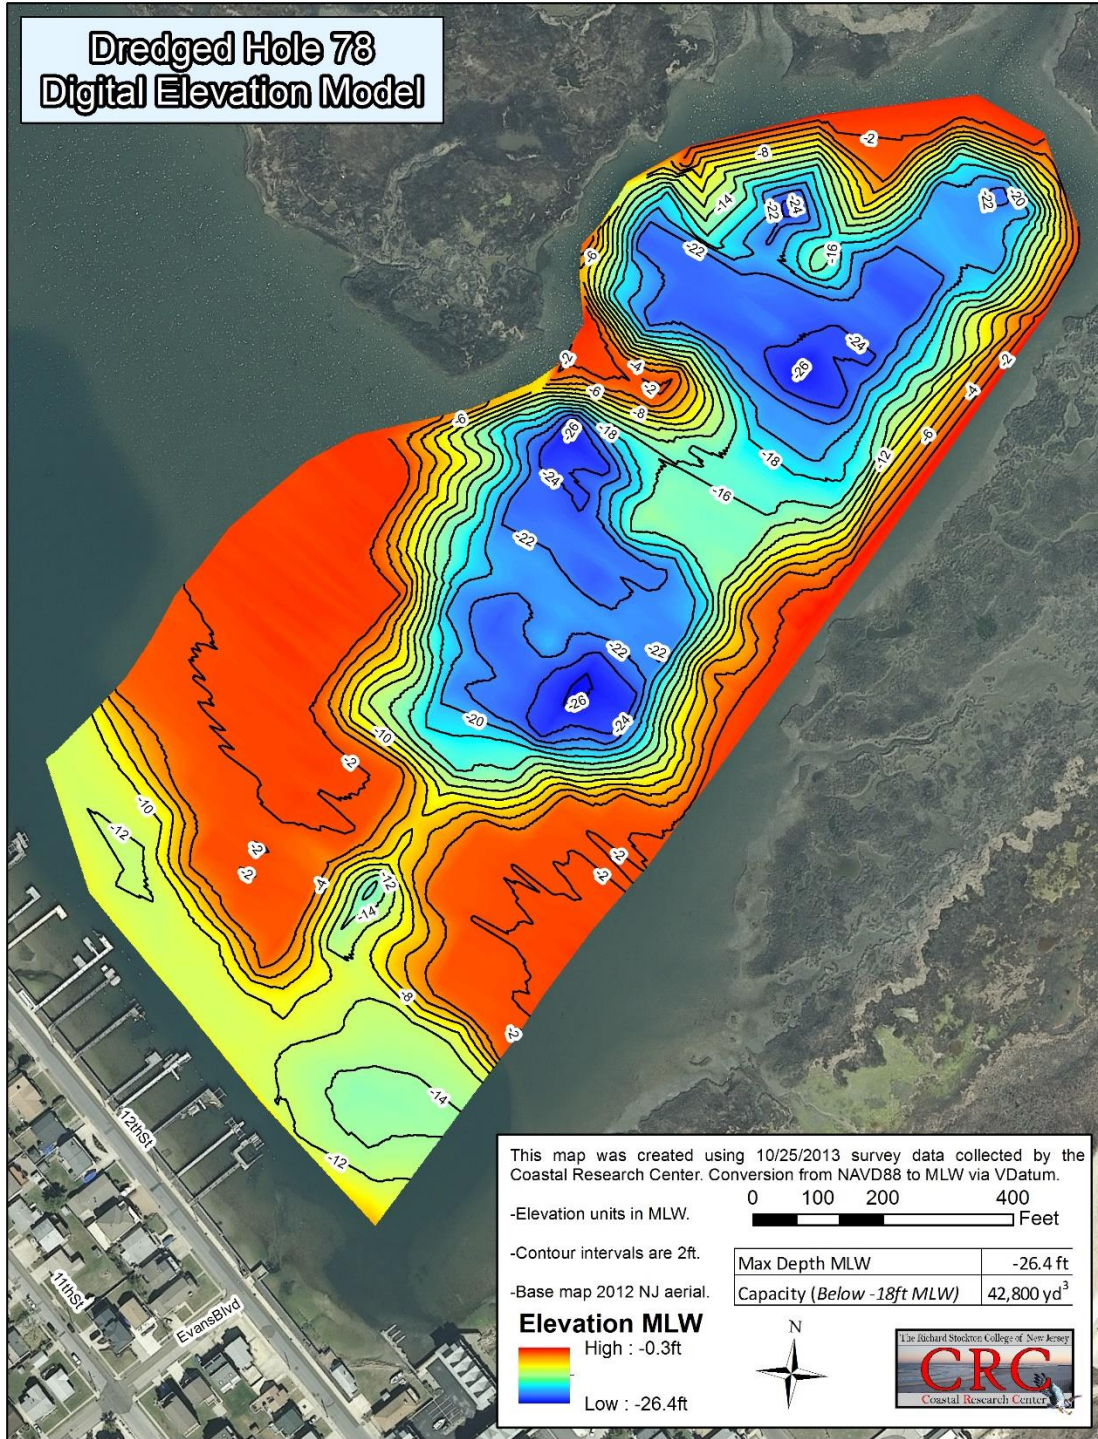 Dredged Hole 78
Digital Elevation Model
-2
-8
-14
-22
-24
-22
-20
-16
-22
-6
-24
-26
-2
-2
-4
-2
-4
-6
-8
-6
-6
-12
-18
-18
-26
-24
-16
-22
-22
-22
-20
-26
-24
-10
-2
-10
-12
-2
-2
-4
-2
-2
-12
-14
-8
-2
-14
-12
12thSt
11thSt
EvansBlvd
This map was created using 10/25/2013 survey data collected by the
Coastal Research Center. Conversion from NAVD88 to MLW via VDatum.
-Elevation units in MLW.
0 100 200 400
Feet
-Contour intervals are 2ft.
-Base map 2012 NJ aerial.
Max Depth MLW -26.4 ft
Capacity (Below -18ft MLW) 42,800 yd³
Elevation MLW
High : -0.3ft
Low : -26.4ft
N
The Richard Stockton College of New Jersey
CRC
Coastal Research Center